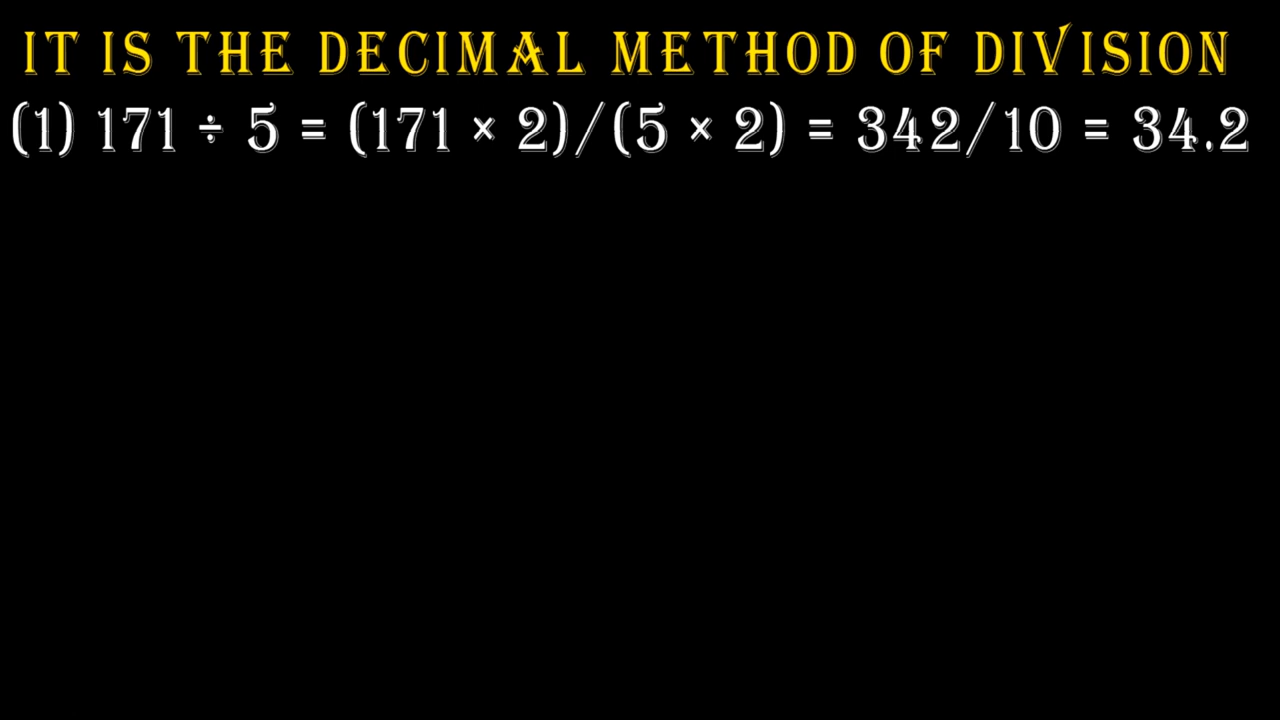 IT IS THE DECIMAL METHOD OF DIVISION
(1) 171 ÷ 5 = (171 × 2)/(5 × 2) = 342/10 = 34.2